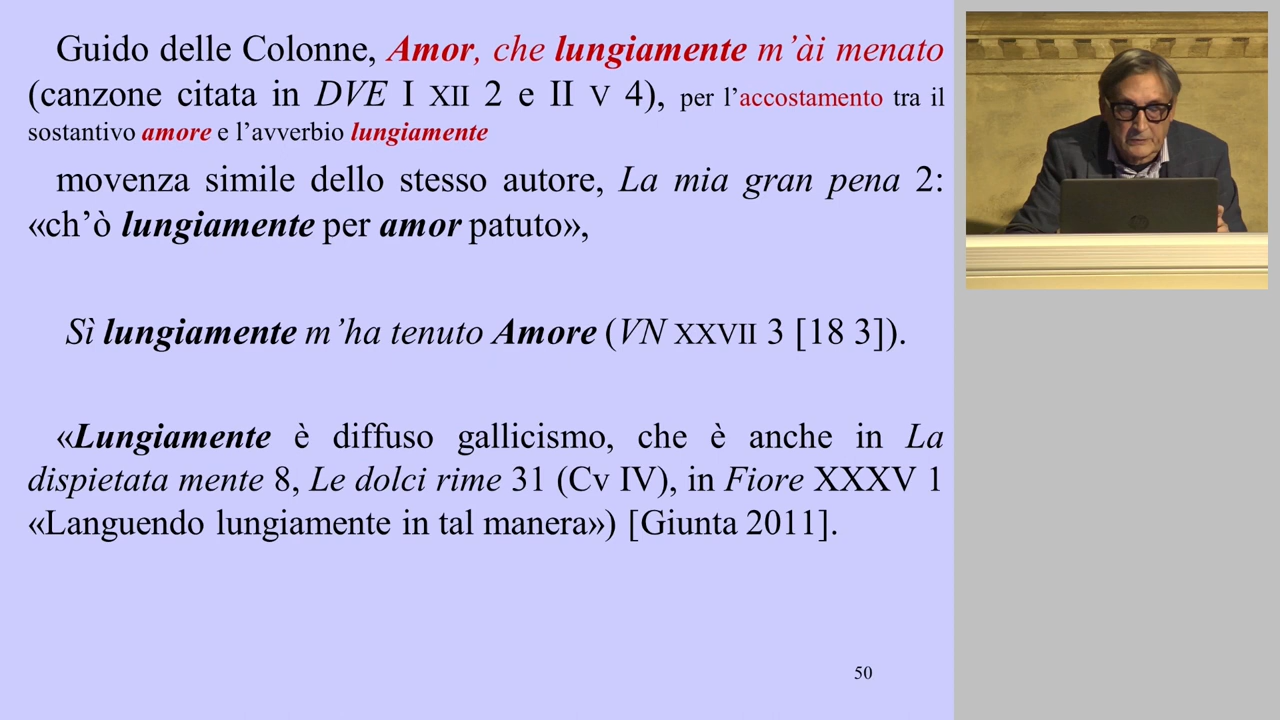 Guido delle Colonne, Amor, che lungiamente m’ài menato
(canzone citata in DVE I XII 2 e II V 4), per l’accostamento tra il
sostantivo amore e l’avverbio lungiamente
movenza simile dello stesso autore, La mia gran pena 2:
«ch’ò lungiamente per amor patuto»,
Sì lungiamente m’ha tenuto Amore (VN XXVII 3 [18 3]).
«Lungiamente è diffuso gallicismo, che è anche in La
dispietata mente 8, Le dolci rime 31 (Cv IV), in Fiore XXXV 1
«Languendo lungiamente in tal manera») [Giunta 2011].
50